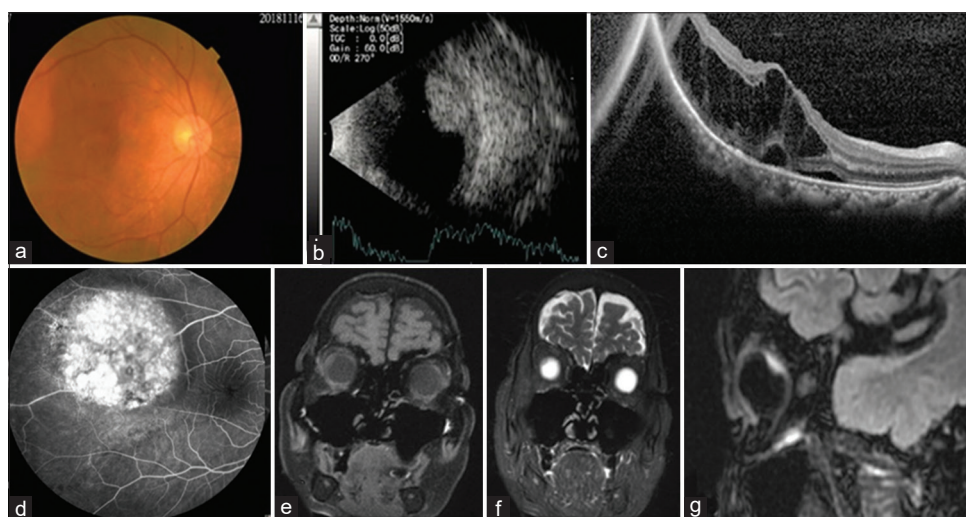 20181116
Depth:Norm(V=1550m/s)
Scale:Log(50dB)
TGC : 0.0[dB]
Gain : 60.0[dB]
OD/R 270°
a
b
c
d
e
f
g